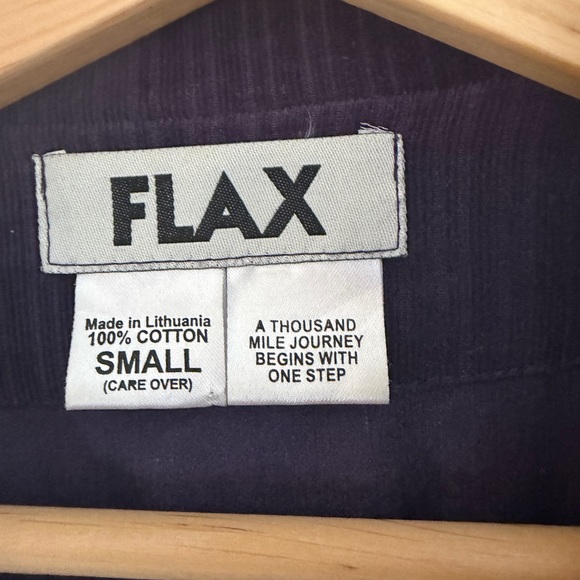 FLAX
Made in Lithuania
100% COTTON
SMALL
(CARE OVER)
A THOUSAND
MILE JOURNEY
BEGINS WITH
ONE STEP